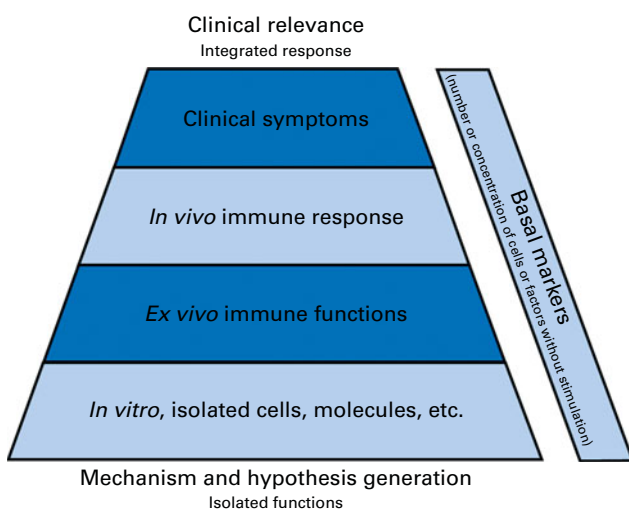 Clinical relevance
Integrated response
Clinical symptoms
In vivo immune response
Ex vivo immune functions
In vitro, isolated cells, molecules, etc.
Mechanism and hypothesis generation
Isolated functions
Basal markers
(number or concentration of cells or factors without stimulation)